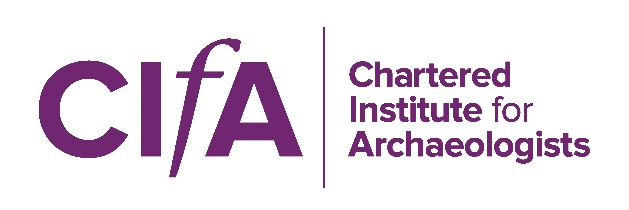 CIfA
Chartered
Institute for
Archaeologists